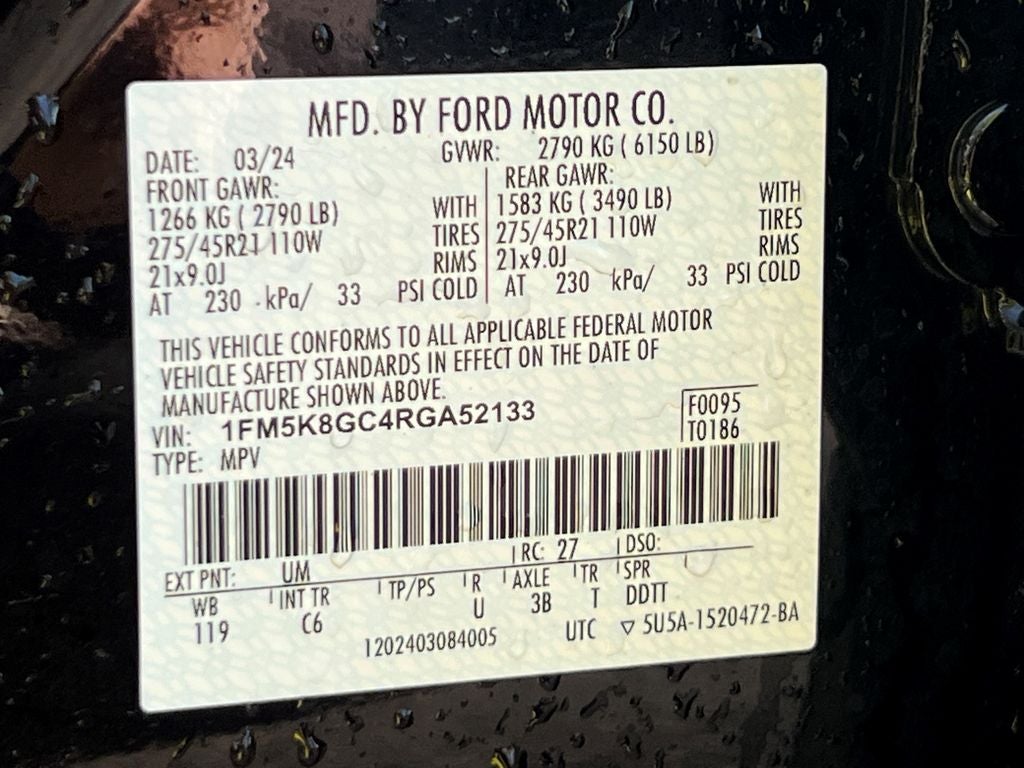 MFD. BY FORD MOTOR CO.
DATE: 03/24 GVWR: 2790 KG ( 6150 LB)
FRONT GAWR: REAR GAWR:
1266 KG ( 2790 LB) WITH 1583 KG ( 3490 LB) WITH
275/45R21 110W TIRES 275/45R21 110W TIRES
21x9.0J RIMS 21x9.0J RIMS
AT 230 kPa/ 33 PSI COLD AT 230 kPa/ 33 PSI COLD
THIS VEHICLE CONFORMS TO ALL APPLICABLE FEDERAL MOTOR
VEHICLE SAFETY STANDARDS IN EFFECT ON THE DATE OF
MANUFACTURE SHOWN ABOVE.
VIN: 1FM5K8GC4RGA52133 F0095
TYPE: MPV T0186
EXT PNT: UM RC: 27 DSO:
WB INT TR TP/PS R AXLE TR SPR
119 C6 U 3B T DDTT
1202403084005 UTC ▽ 5U5A-1520472-BA